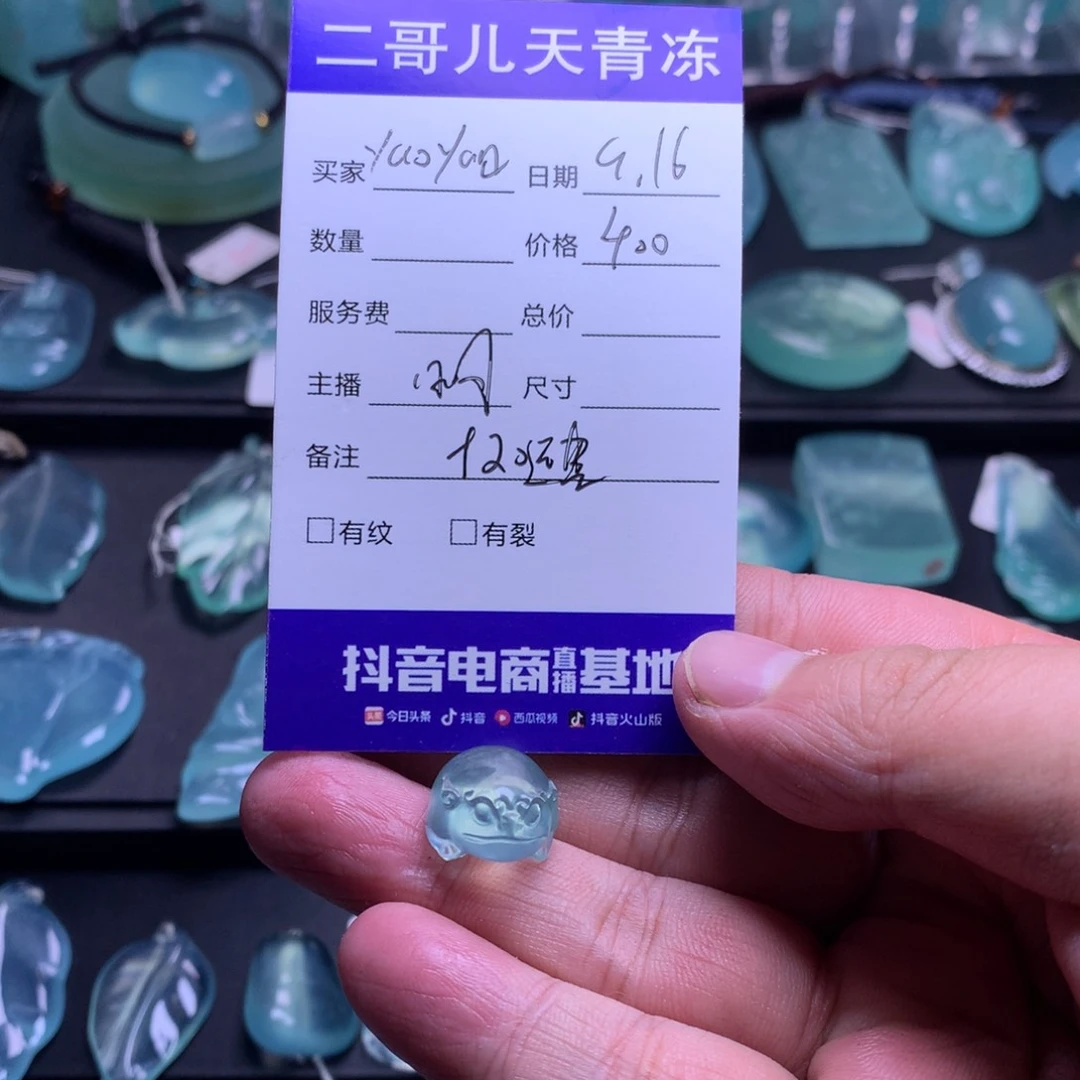 二哥儿天青冻
买家 yaoyao 日期 9.16
数量 价格 400
服务费 总价
主播 尺寸
备注
有纹 有裂
抖音电商直播基地
头条 今日头条 抖音 西瓜视频 抖音火山版